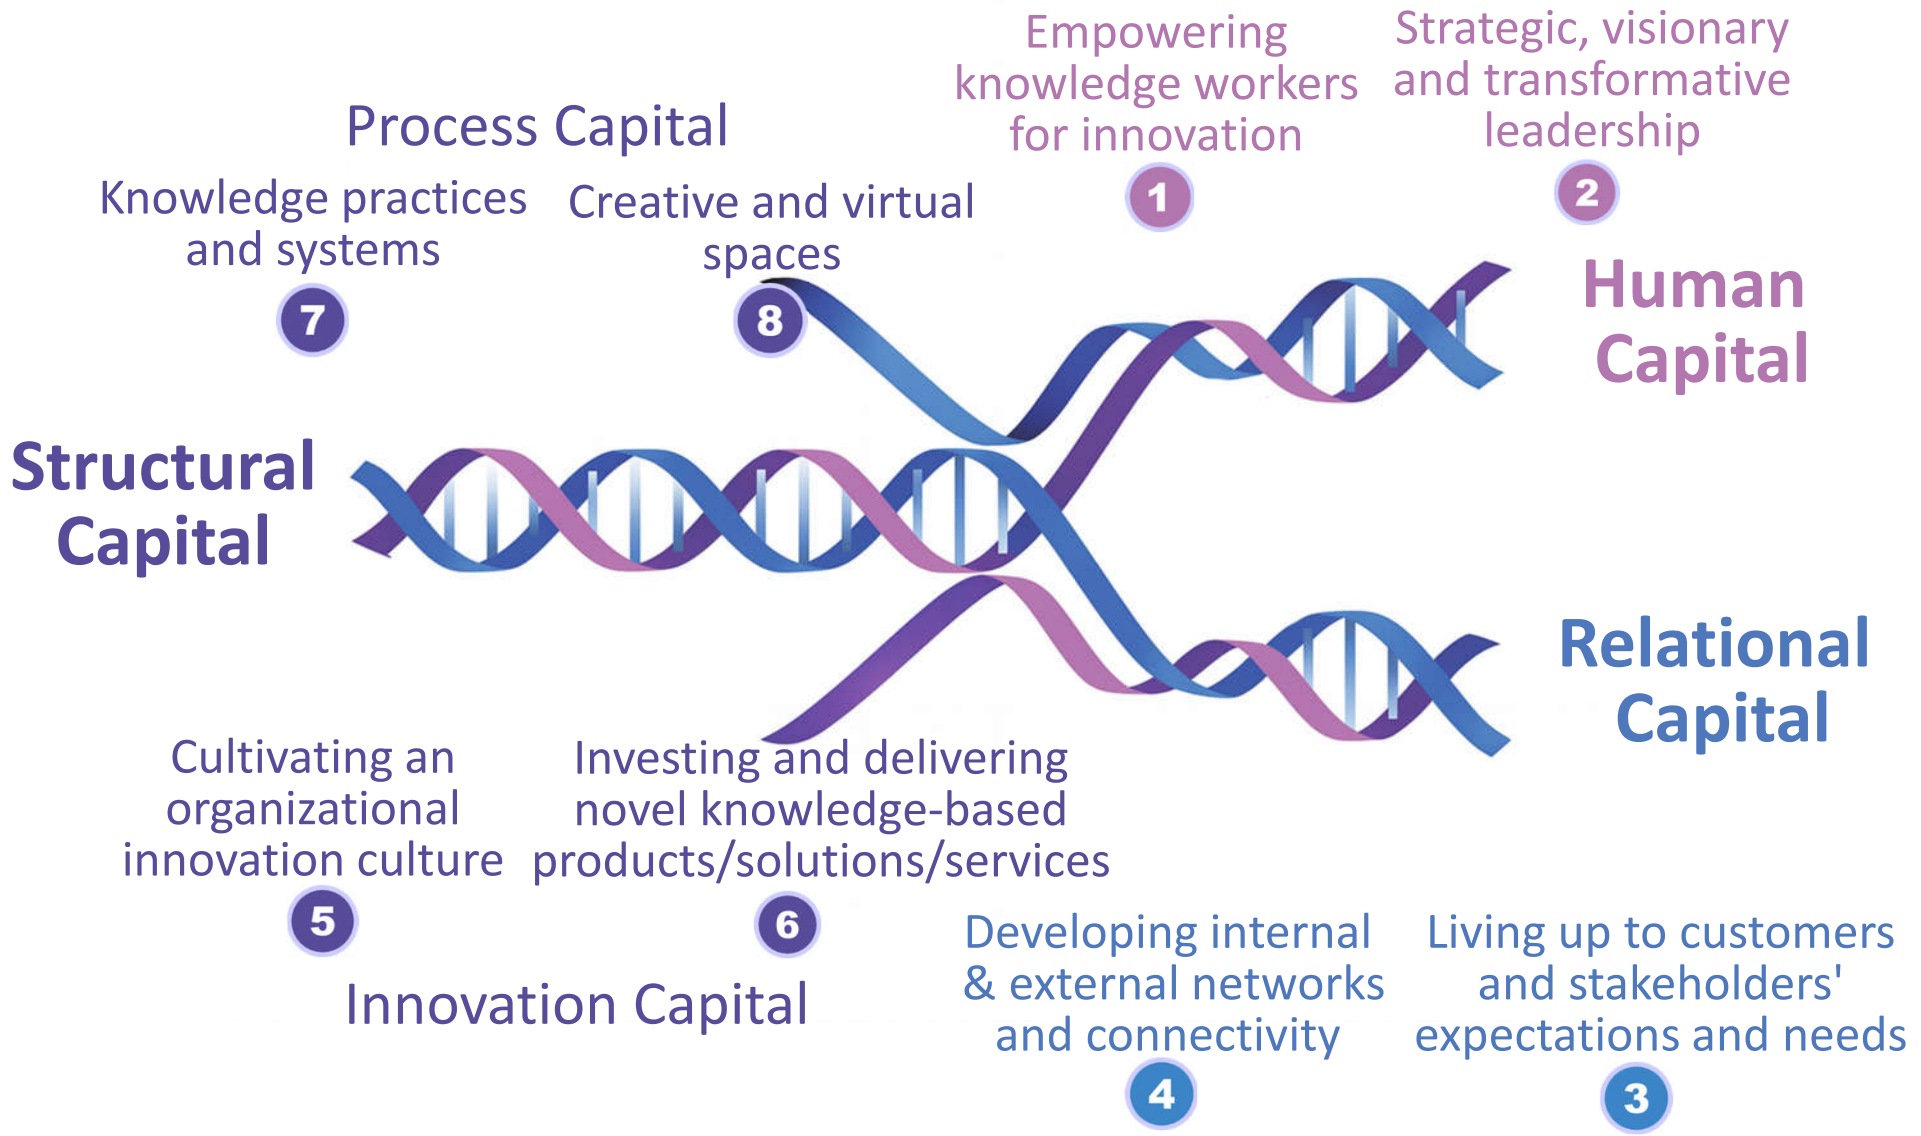 Process Capital
Knowledge practices
and systems
7
Creative and virtual
spaces
8
Empowering
knowledge workers
for innovation
1
Strategic, visionary
and transformative
leadership
2
Human
Capital
Structural
Capital
Relational
Capital
Cultivating an
organizational
innovation culture
5
Investing and delivering
novel knowledge-based
products/solutions/services
6
Innovation Capital
Developing internal
& external networks
and connectivity
4
Living up to customers
and stakeholders'
expectations and needs
3